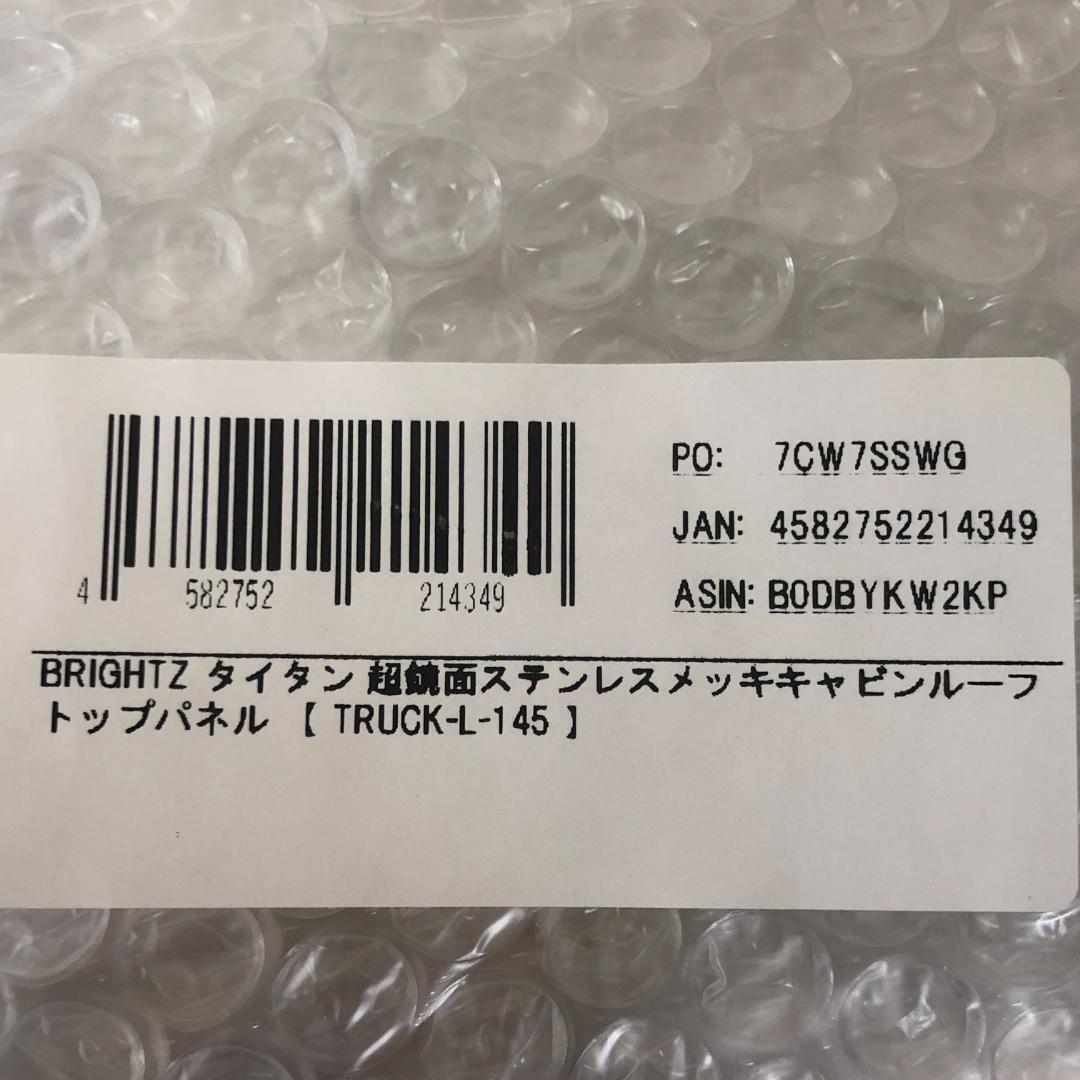 PO: 7CW7SSWG
JAN: 4582752214349
ASIN: B0DBYKW2KP
4 582752 214349
BRIGHTZ タイタン 超鏡面ステンレスメッキキャビンルーフ
トップパネル 【 TRUCK-L-145 】